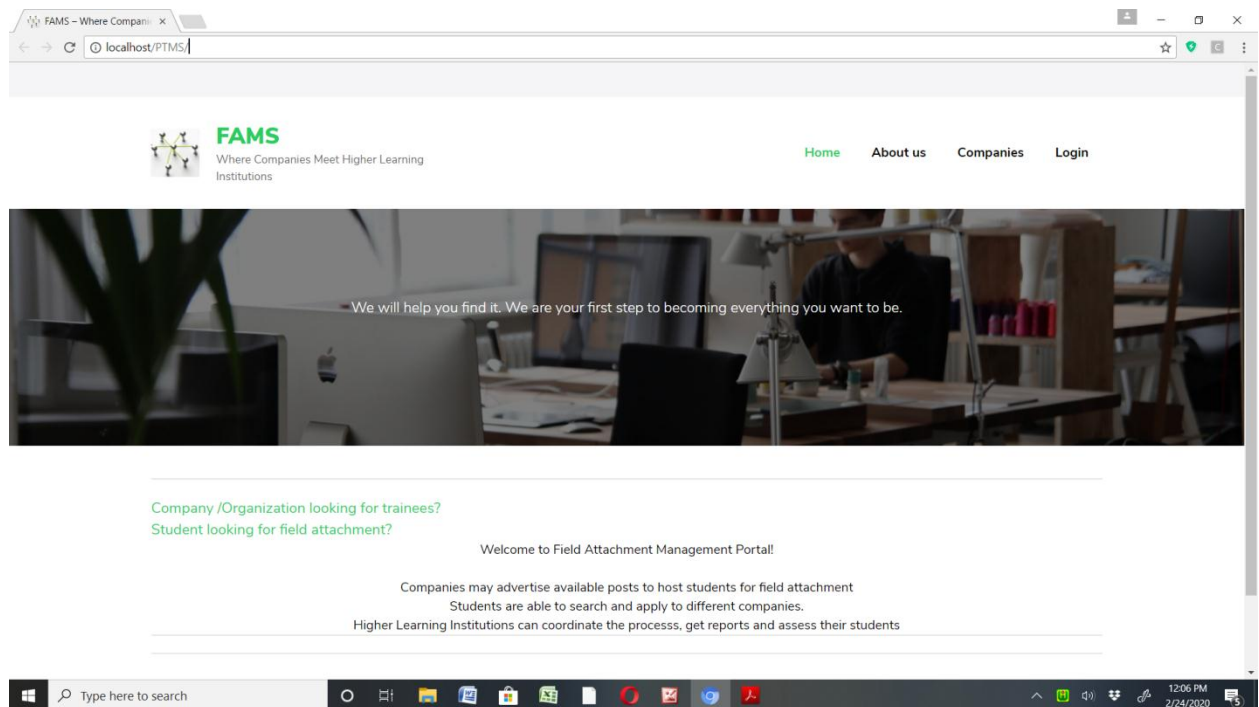 FAMS – Where Compani
localhost/PTMS/
FAMS
Where Companies Meet Higher Learning
Institutions
Home About us Companies Login
We will help you find it. We are your first step to becoming everything you want to be.
Company /Organization looking for trainees?
Student looking for field attachment?
Welcome to Field Attachment Management Portal!
Companies may advertise available posts to host students for field attachment
Students are able to search and apply to different companies.
Higher Learning Institutions can coordinate the processs, get reports and assess their students
Type here to search
12:06 PM
2/24/2020
5